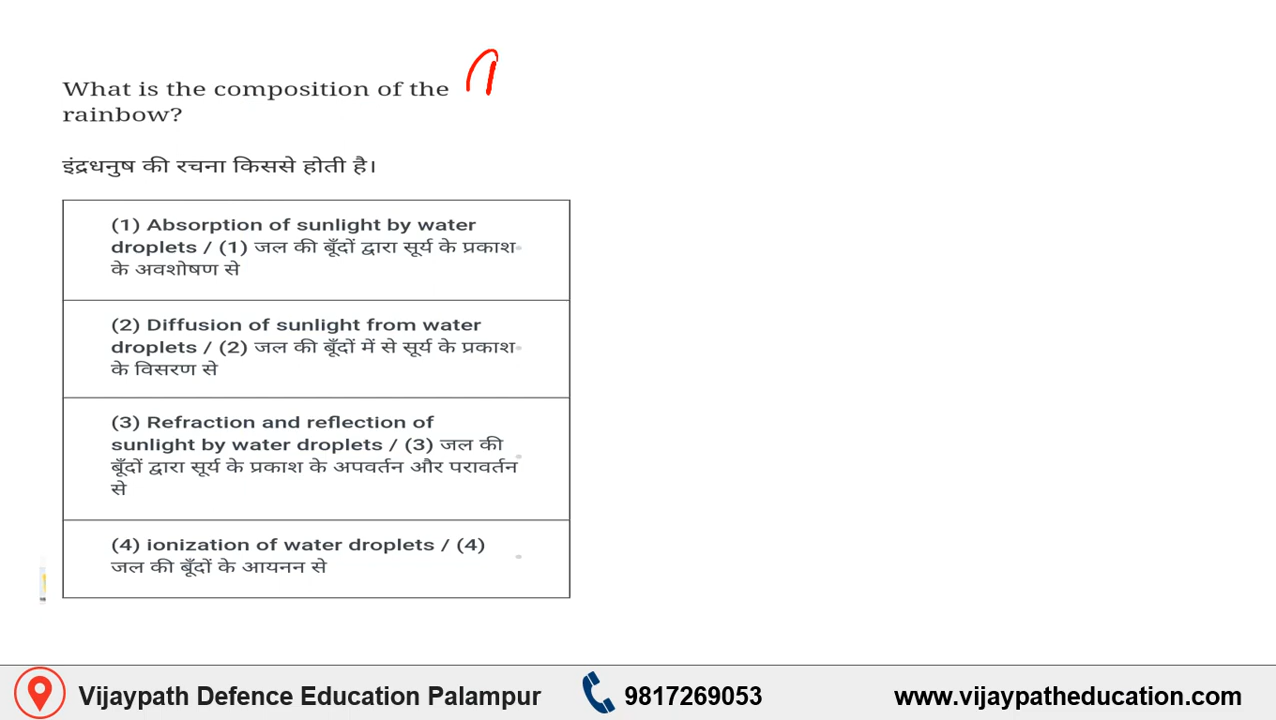 What is the composition of the
rainbow?
इंद्रधनुष की रचना किससे होती है।
(1) Absorption of sunlight by water
droplets / (1) जल की बूँदों द्वारा सूर्य के प्रकाश
के अवशोषण से
(2) Diffusion of sunlight from water
droplets / (2) जल की बूँदों में से सूर्य के प्रकाश
के विसरण से
(3) Refraction and reflection of
sunlight by water droplets / (3) जल की
बूँदों द्वारा सूर्य के प्रकाश के अपवर्तन और परावर्तन
से
(4) ionization of water droplets / (4)
जल की बूँदों के आयनन से
Vijaypath Defence Education Palampur 9817269053 www.vijaypatheducation.com